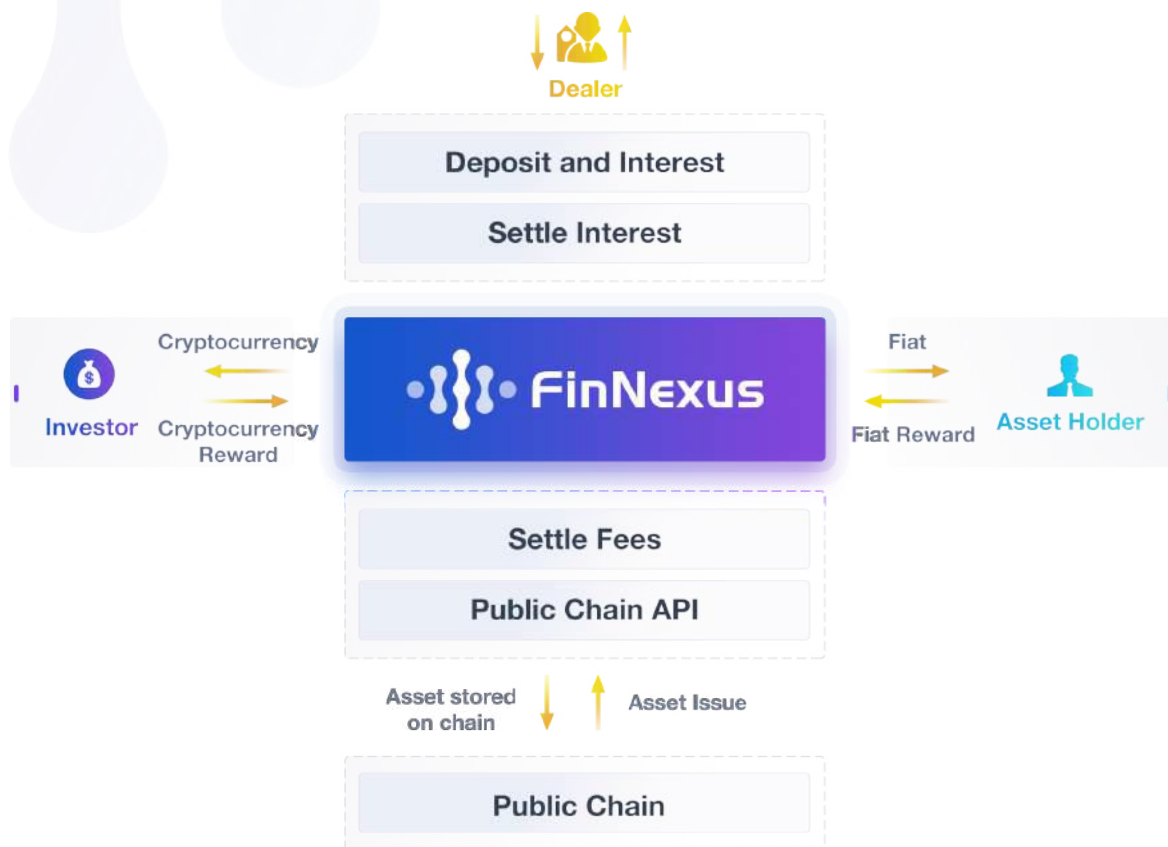 Dealer
Deposit and Interest
Settle Interest
Cryptocurrency
Investor
Cryptocurrency
Reward
FinNexus
Fiat
Fiat Reward
Asset Holder
Settle Fees
Public Chain API
Asset stored
on chain
Asset Issue
Public Chain